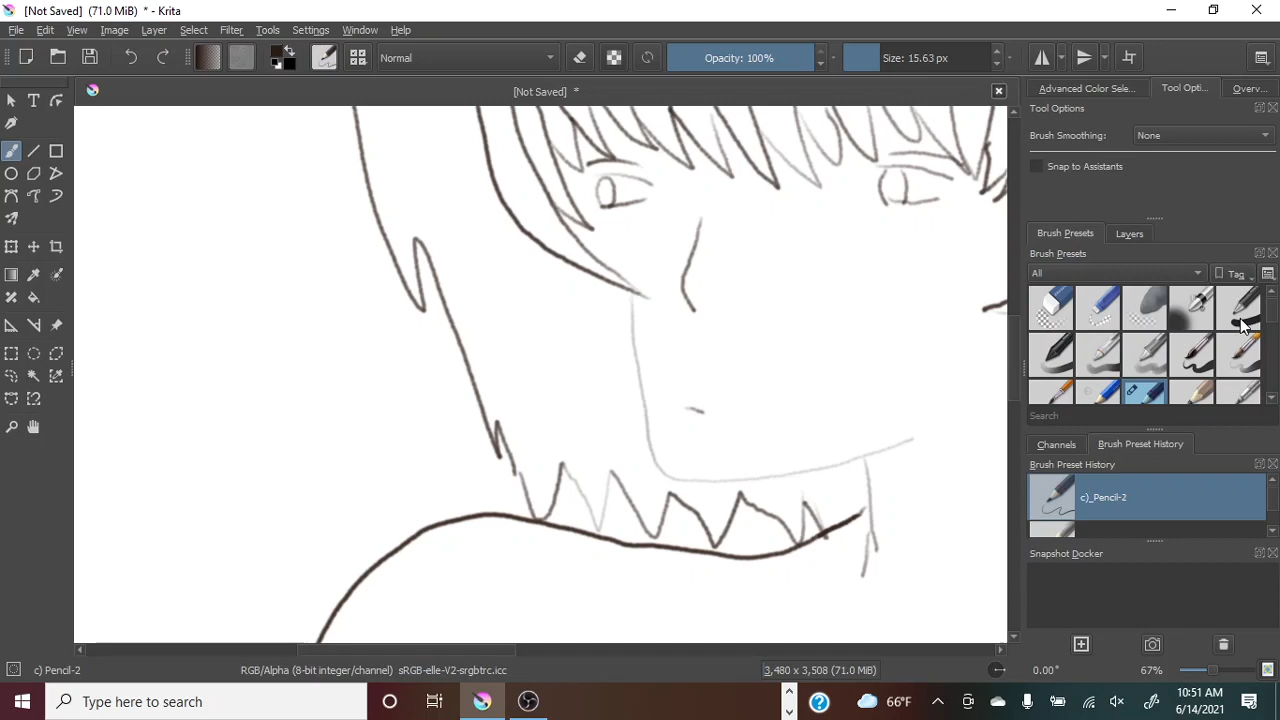 [Not Saved] (71.0 MiB) * - Krita
File Edit View Image Layer Select Filter Tools Settings Window Help
Normal Opacity: 100% Size: 15.63 px
[Not Saved] *
Advanced Color Sele... Tool Opti... Overv...
Tool Options
Brush Smoothing: None
Snap to Assistants
Brush Presets Layers
Brush Presets
All Tag
Search
Channels Brush Preset History
Brush Preset History
c)_Pencil-2
Snapshot Docker
c) Pencil-2 RGB/Alpha (8-bit integer/channel) sRGB-elle-V2-srgbtrc.icc 3,480 x 3,508 (71.0 MiB) 0.00° 67%
Type here to search 66°F 10:51 AM
6/14/2021